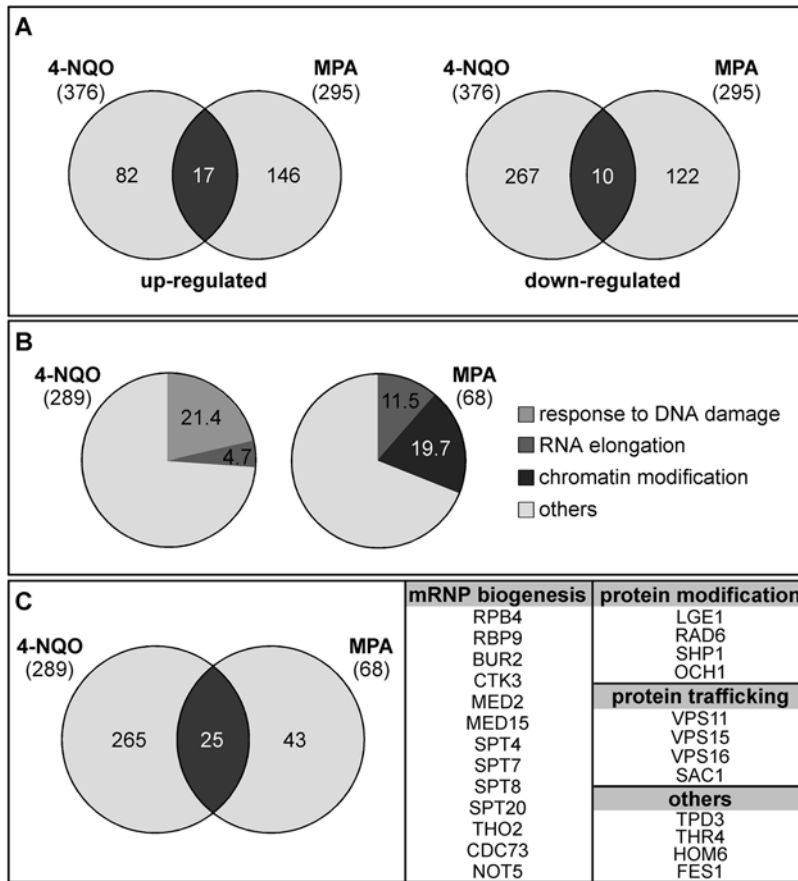 A
4-NQO
(376)
MPA
(295)
82
17
146
up-regulated
4-NQO
(376)
MPA
(295)
267
10
122
down-regulated
B
4-NQO
(289)
21.4
4.7
MPA
(68)
11.5
19.7
response to DNA damage
RNA elongation
chromatin modification
others
C
4-NQO
(289)
MPA
(68)
265
25
43
mRNP biogenesis
RPB4
RBP9
BUR2
CTK3
MED2
MED15
SPT4
SPT7
SPT8
SPT20
THO2
CDC73
NOT5
protein modification
LGE1
RAD6
SHP1
OCH1
protein trafficking
VPS11
VPS15
VPS16
SAC1
others
TPD3
THR4
HOM6
FES1